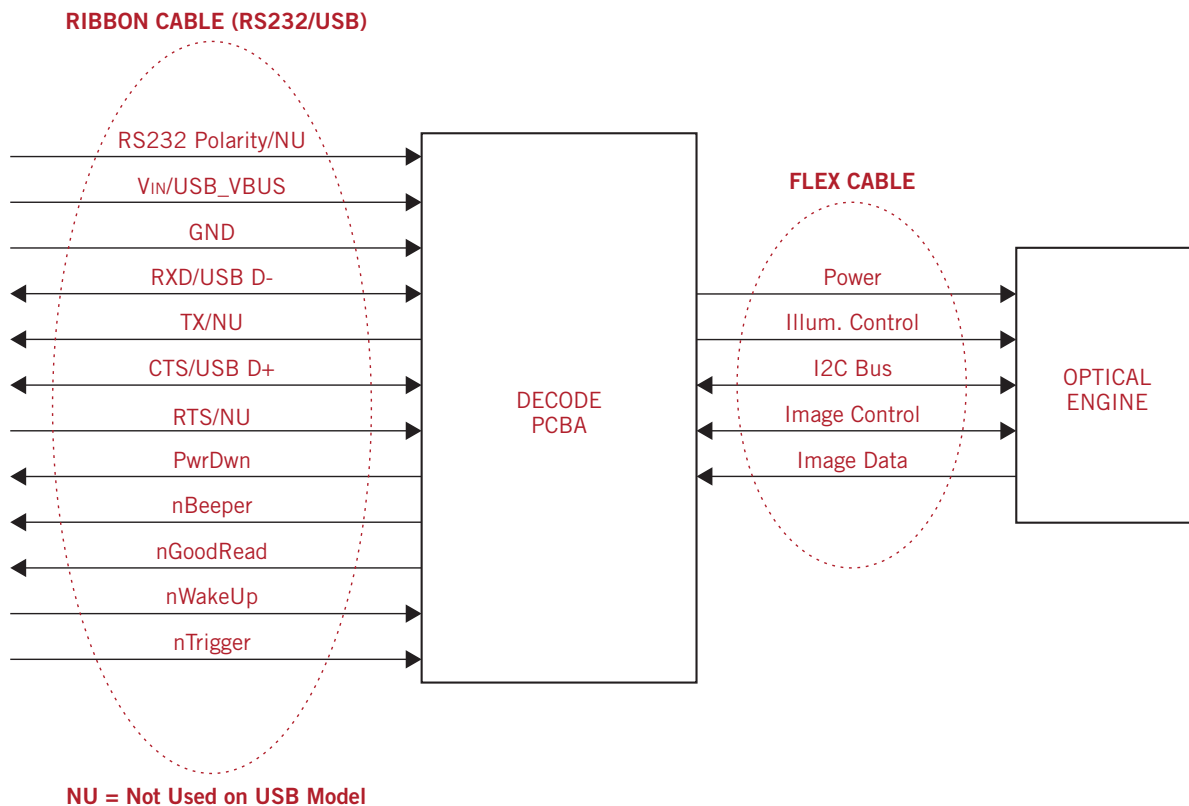 RIBBON CABLE (RS232/USB)
RS232 Polarity/NU
VIN/USB_VBUS
GND
RXD/USB D-
TX/NU
CTS/USB D+
RTS/NU
PwrDwn
nBeeper
nGoodRead
nWakeUp
nTrigger
DECODE
PCBA
FLEX CABLE
Power
Illum. Control
I2C Bus
Image Control
Image Data
OPTICAL
ENGINE
NU = Not Used on USB Model